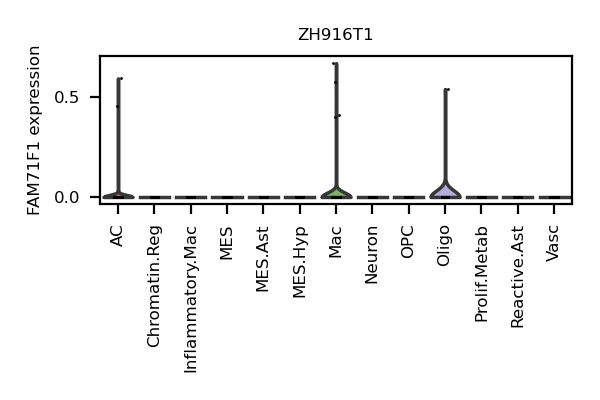 ZH916T1
FAM71F1 expression
0.5
0.0
AC
Chromatin.Reg
Inflammatory.Mac
MES
MES.Ast
MES.Hyp
Mac
Neuron
OPC
Oligo
Prolif.Metab
Reactive.Ast
Vasc